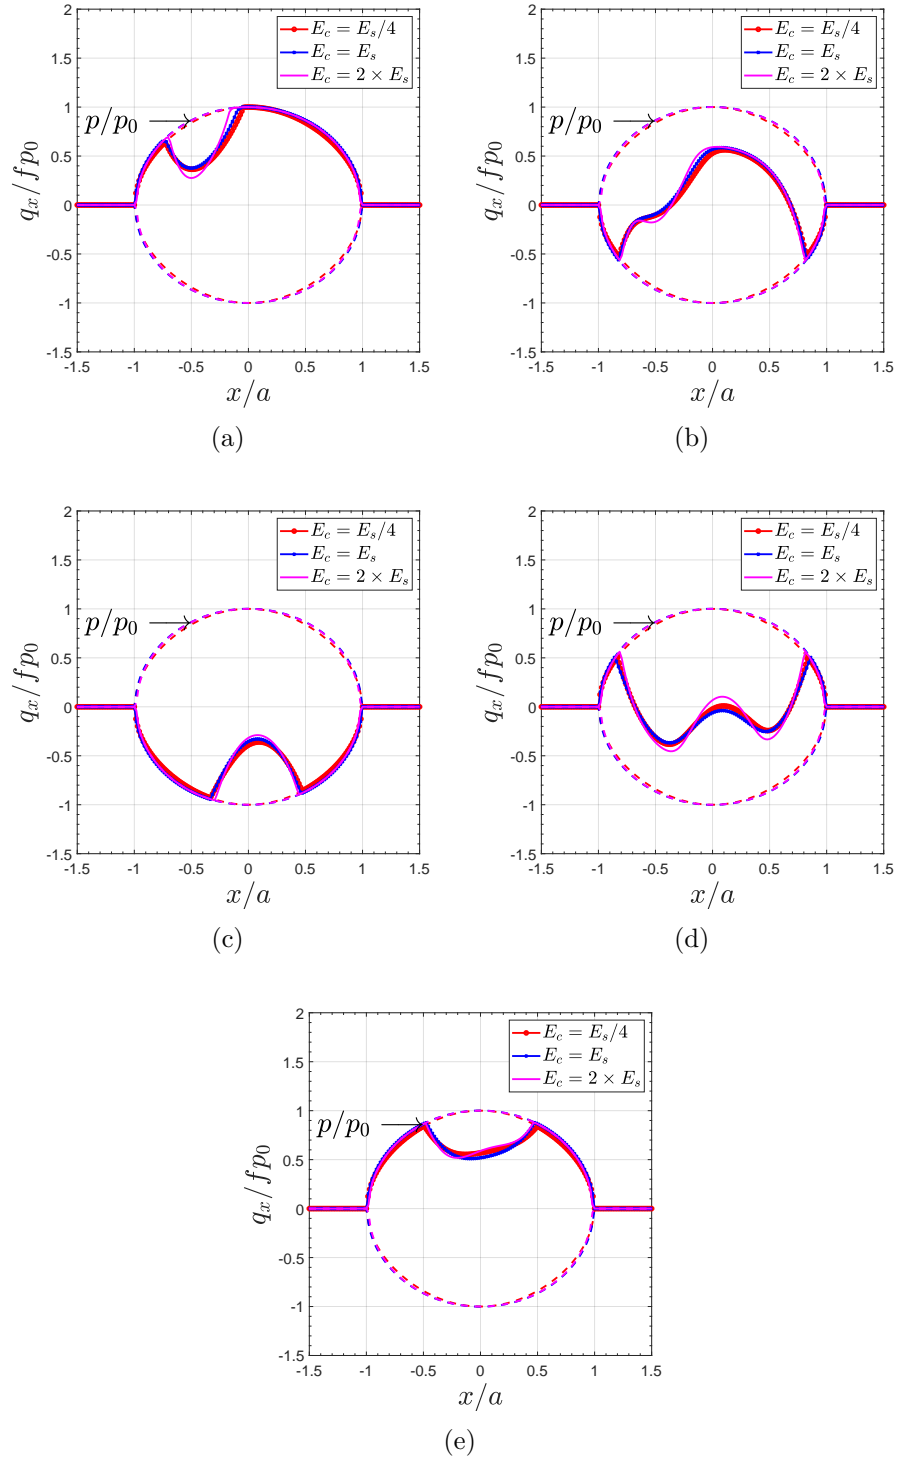 2
1.5
1
0.5
0
-0.5
-1
-1.5
-1.5 -1 -0.5 0 0.5 1 1.5
q_x/fp_0
x/a
p/p_0
E_c = E_s/4
E_c = E_s
E_c = 2 × E_s
(a)
2
1.5
1
0.5
0
-0.5
-1
-1.5
-1.5 -1 -0.5 0 0.5 1 1.5
q_x/fp_0
x/a
p/p_0
E_c = E_s/4
E_c = E_s
E_c = 2 × E_s
(b)
2
1.5
1
0.5
0
-0.5
-1
-1.5
-1.5 -1 -0.5 0 0.5 1 1.5
q_x/fp_0
x/a
p/p_0
E_c = E_s/4
E_c = E_s
E_c = 2 × E_s
(c)
2
1.5
1
0.5
0
-0.5
-1
-1.5
-1.5 -1 -0.5 0 0.5 1 1.5
q_x/fp_0
x/a
p/p_0
E_c = E_s/4
E_c = E_s
E_c = 2 × E_s
(d)
2
1.5
1
0.5
0
-0.5
-1
-1.5
-1.5 -1 -0.5 0 0.5 1 1.5
q_x/fp_0
x/a
p/p_0
E_c = E_s/4
E_c = E_s
E_c = 2 × E_s
(e)